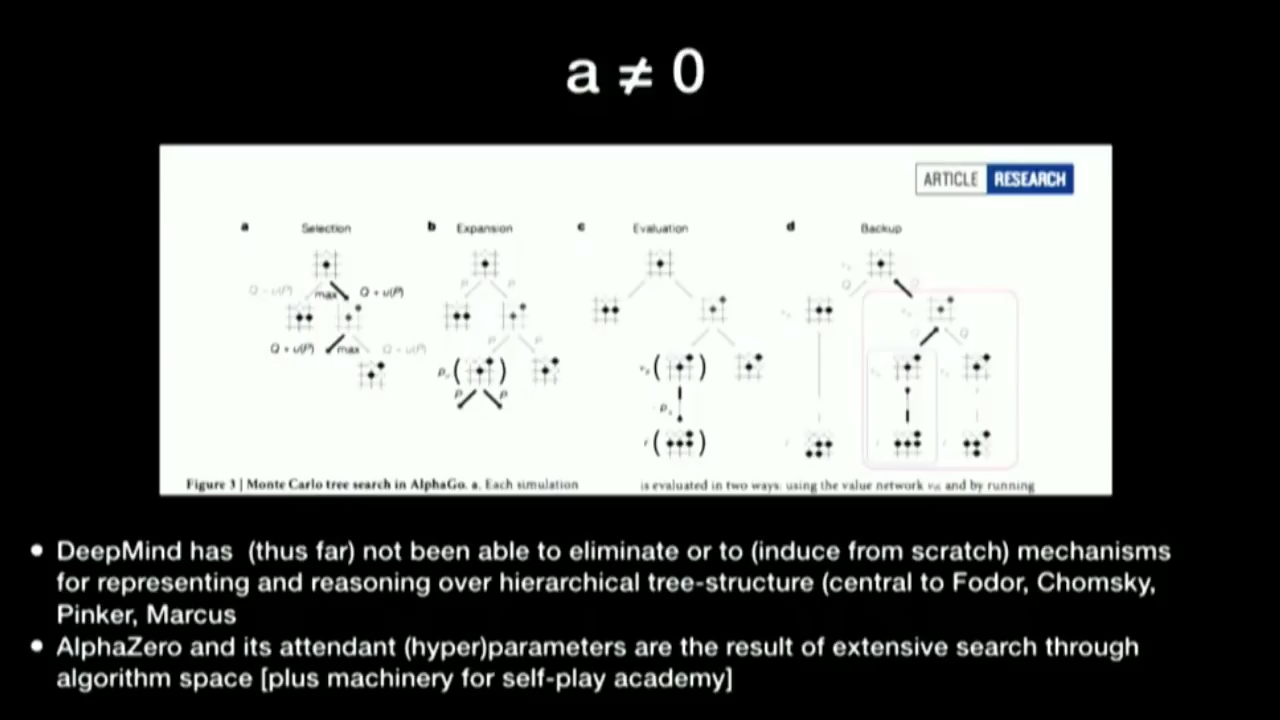 a ≠ 0
ARTICLE RESEARCH
a Selection b Expansion c Evaluation d Backup
max Q + u(P)
Q + u(P) max Q + u(P)
P P
Figure 3 | Monte Carlo tree search in AlphaGo. a, Each simulation
is evaluated in two ways: using the value network and by running
• DeepMind has (thus far) not been able to eliminate or to (induce from scratch) mechanisms
for representing and reasoning over hierarchical tree-structure (central to Fodor, Chomsky,
Pinker, Marcus
• AlphaZero and its attendant (hyper)parameters are the result of extensive search through
algorithm space [plus machinery for self-play academy]